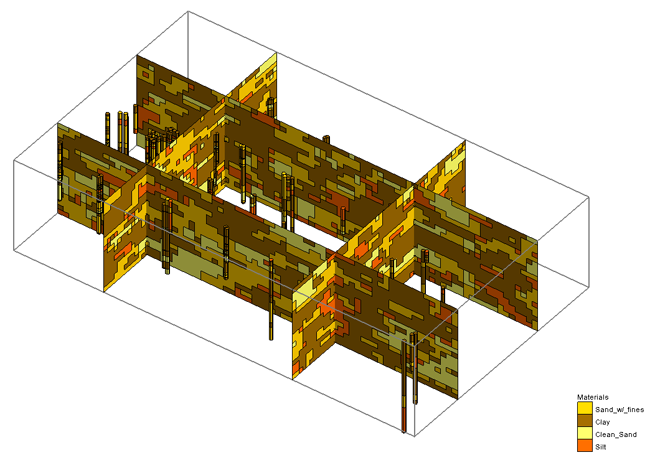 Materials
Sand_w/_fines
Clay
Clean_Sand
Silt